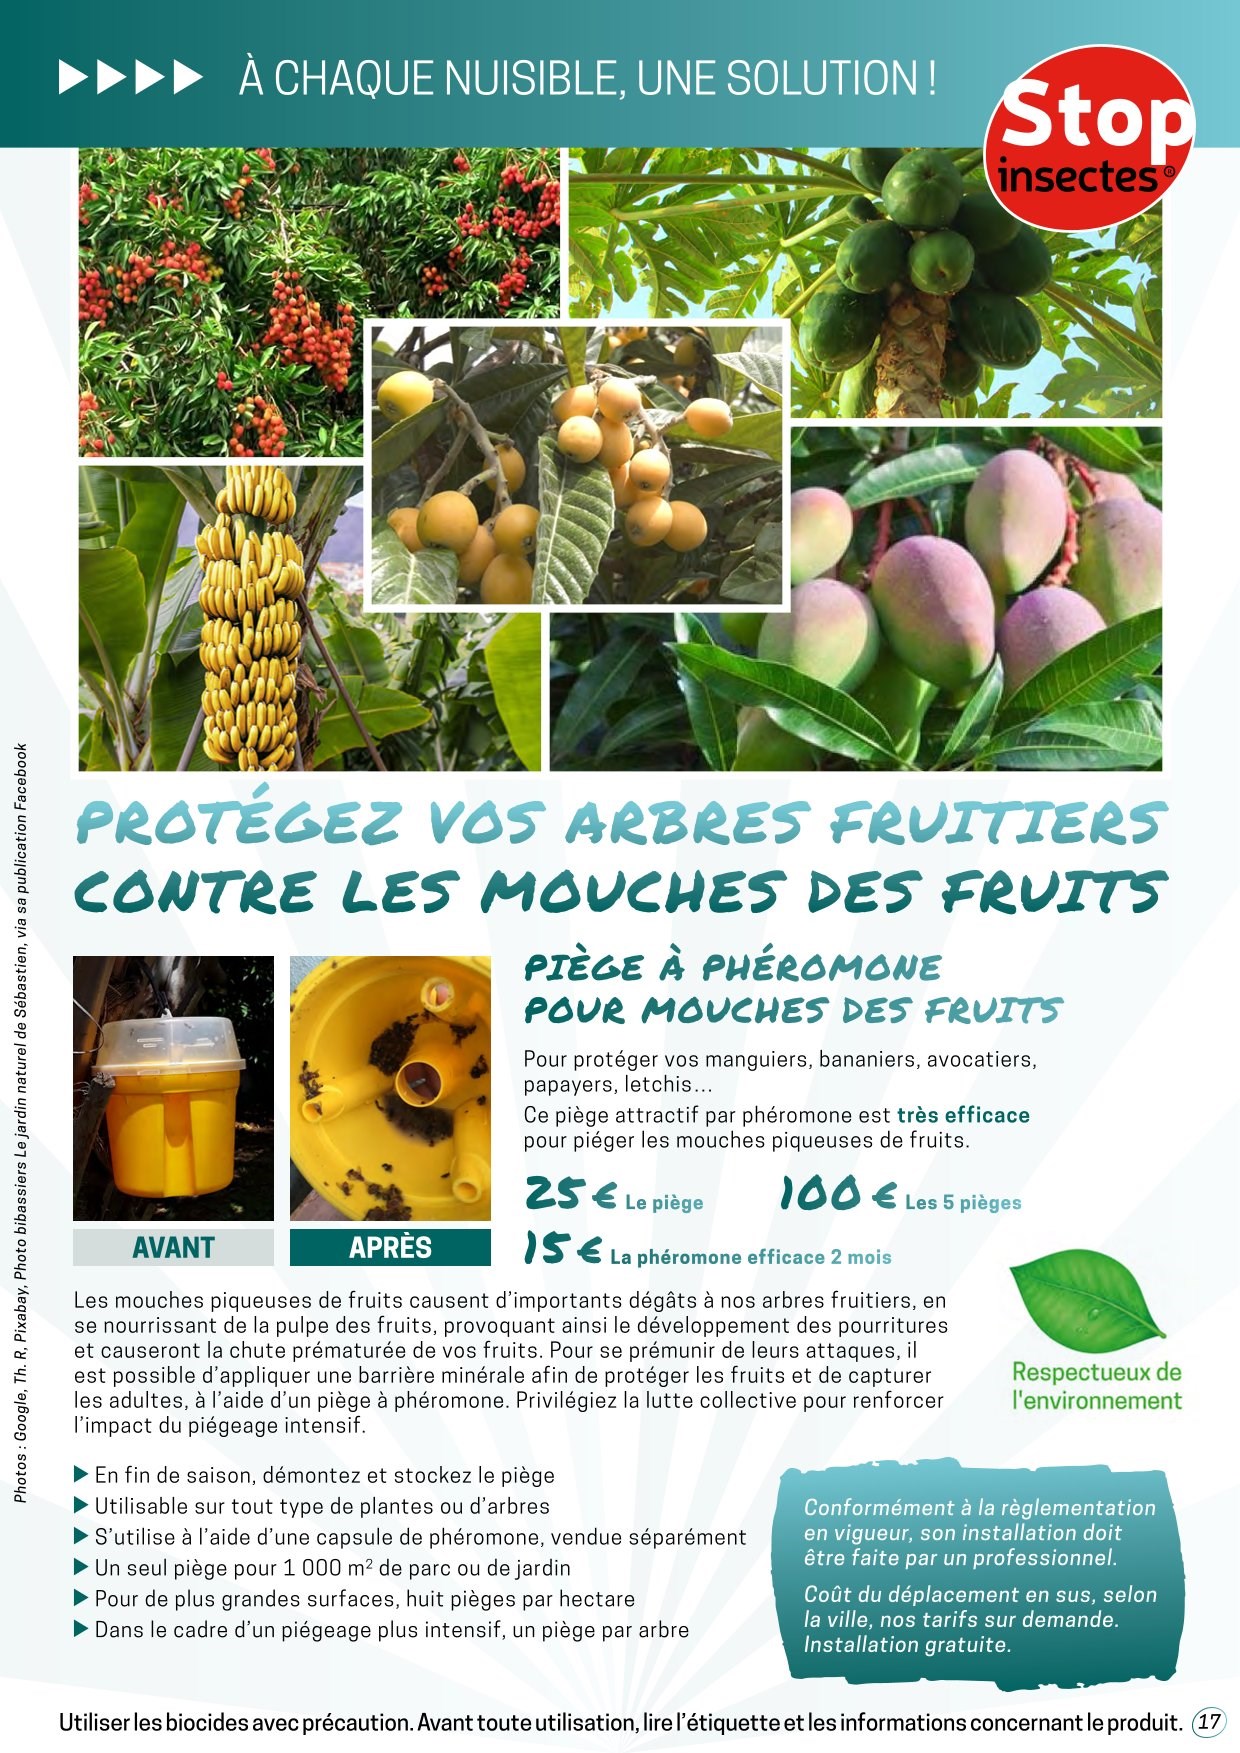 À CHAQUE NUISIBLE, UNE SOLUTION !
Stop
insectes®
PROTÉGEZ VOS ARBRES FRUITIERS
CONTRE LES MOUCHES DES FRUITS
PIÈGE À PHÉROMONE
POUR MOUCHES DES FRUITS
Pour protéger vos manguiers, bananiers, avocatiers,
papayers, letchis…
Ce piège attractif par phéromone est très efficace
pour piéger les mouches piqueuses de fruits.
25 € Le piège 100 € Les 5 pièges
15 € La phéromone efficace 2 mois
AVANT
APRÈS
Les mouches piqueuses de fruits causent d’importants dégâts à nos arbres fruitiers, en
se nourrissant de la pulpe des fruits, provoquant ainsi le développement des pourritures
et causeront la chute prématurée de vos fruits. Pour se prémunir de leurs attaques, il
est possible d’appliquer une barrière minérale afin de protéger les fruits et de capturer
les adultes, à l’aide d’un piège à phéromone. Privilégiez la lutte collective pour renforcer
l’impact du piégeage intensif.
Respectueux de
l'environnement
En fin de saison, démontez et stockez le piège
Utilisable sur tout type de plantes ou d’arbres
S’utilise à l’aide d’une capsule de phéromone, vendue séparément
Un seul piège pour 1 000 m² de parc ou de jardin
Pour de plus grandes surfaces, huit pièges par hectare
Dans le cadre d’un piégeage plus intensif, un piège par arbre
Conformément à la règlementation
en vigueur, son installation doit
être faite par un professionnel.
Coût du déplacement en sus, selon
la ville, nos tarifs sur demande.
Installation gratuite.
Photos : Google, Th. R, Pixabay, Photo bibassiers Le jardin naturel de Sébastien, via sa publication Facebook
Utiliser les biocides avec précaution. Avant toute utilisation, lire l’étiquette et les informations concernant le produit. 17